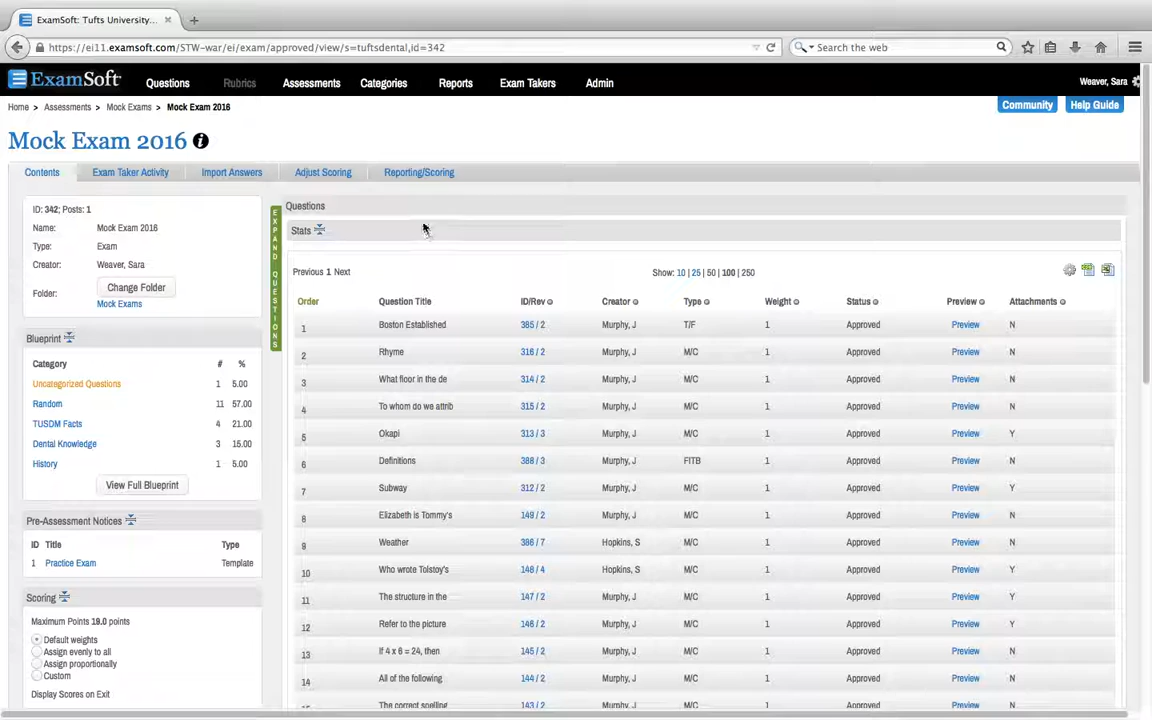 ExamSoft: Tufts University...
https://ei11.examsoft.com/STW-war/ei/exam/approved/view/s=tuftsdental,id=342
Search the web
ExamSoft
Questions Rubrics Assessments Categories Reports Exam Takers Admin
Weaver, Sara
Home > Assessments > Mock Exams > Mock Exam 2016
Community Help Guide
Mock Exam 2016
Contents Exam Taker Activity Import Answers Adjust Scoring Reporting/Scoring
ID: 342; Posts: 1
Name: Mock Exam 2016
Type: Exam
Creator: Weaver, Sara
Folder: Change Folder
Mock Exams
Blueprint
Category # %
Uncategorized Questions 1 5.00
Random 11 57.00
TUSDM Facts 4 21.00
Dental Knowledge 3 15.00
History 1 5.00
View Full Blueprint
Pre-Assessment Notices
ID Title Type
1 Practice Exam Template
Scoring
Maximum Points 19.0 points
Default weights
Assign evenly to all
Assign proportionally
Custom
Display Scores on Exit
EXPAND QUESTIONS
Questions
Stats
Previous 1 Next Show: 10 | 25 | 50 | 100 | 250
Order Question Title ID/Rev Creator Type Weight Status Preview Attachments
1 Boston Established 385 / 2 Murphy, J T/F 1 Approved Preview N
2 Rhyme 316 / 2 Murphy, J M/C 1 Approved Preview N
3 What floor in the de 314 / 2 Murphy, J M/C 1 Approved Preview N
4 To whom do we attrib 315 / 2 Murphy, J M/C 1 Approved Preview N
5 Okapi 313 / 3 Murphy, J M/C 1 Approved Preview Y
6 Definitions 388 / 3 Murphy, J FITB 1 Approved Preview N
7 Subway 312 / 2 Murphy, J M/C 1 Approved Preview Y
8 Elizabeth is Tommy's 149 / 2 Murphy, J M/C 1 Approved Preview N
9 Weather 386 / 7 Hopkins, S M/C 1 Approved Preview N
10 Who wrote Tolstoy's 148 / 4 Hopkins, S M/C 1 Approved Preview Y
11 The structure in the 147 / 2 Murphy, J M/C 1 Approved Preview Y
12 Refer to the picture 146 / 2 Murphy, J M/C 1 Approved Preview Y
13 If 4 x 6 = 24, then 145 / 2 Murphy, J M/C 1 Approved Preview N
14 All of the following 144 / 2 Murphy, J M/C 1 Approved Preview N
The correct spelling 143 / 2 Murphy, J M/C 1 Approved Preview N